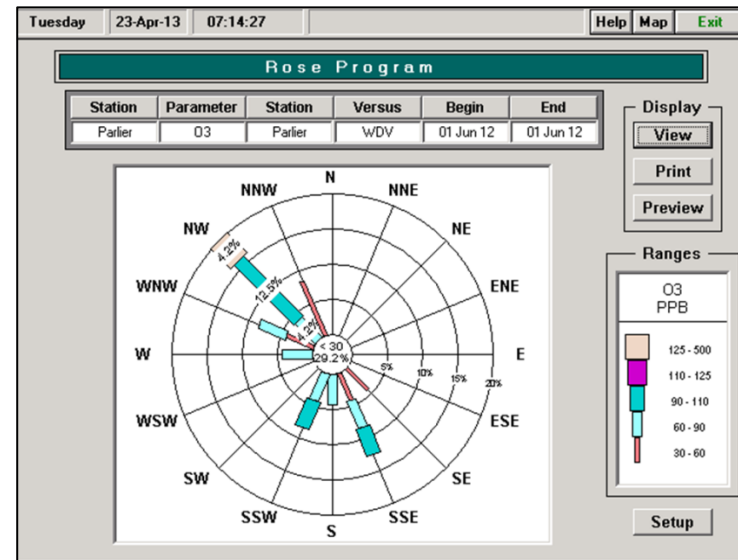 Tuesday 23-Apr-13 07:14:27 Help Map Exit
Rose Program
Station Parameter Station Versus Begin End
Parlier O3 Parlier WDV 01 Jun 12 01 Jun 12
Display
View
Print
Preview
N
NNW NNE
NW NE
4.2%
WNW ENE
12.5%
4.2%
W E
< 30
29.2%
5% 10% 15% 20%
WSW ESE
SW SE
SSW SSE
S
Ranges
O3
PPB
125 - 500
110 - 125
90 - 110
60 - 90
30 - 60
Setup